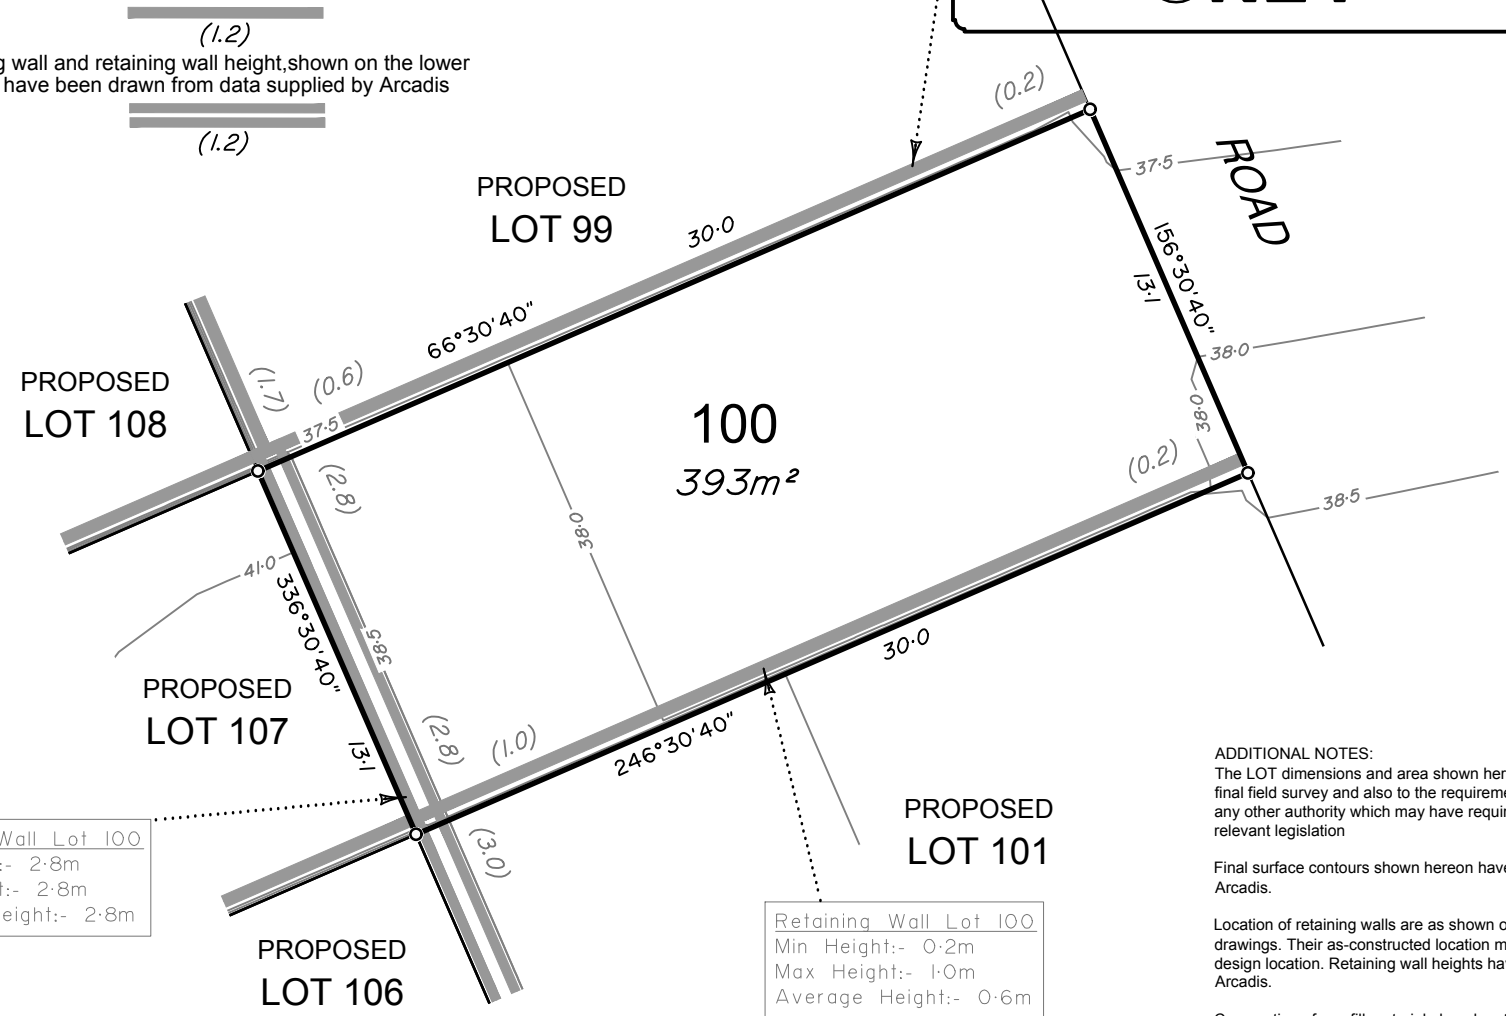 (1.2)
wall and retaining wall height,shown on the lower
have been drawn from data supplied by Arcadis
(1.2)
(0.2)
ROAD
37·5
PROPOSED
LOT 99
30·0
156°30'40"
13·1
66°30'40"
38·0
PROPOSED
LOT 108
(1.7)
(0.6)
37·5
38·0
100
393m²
(0.2)
(2.8)
38·5
38·0
41·0
336°30'40"
38·5
30·0
PROPOSED
LOT 107
13·1
(2.8)
(1.0)
246°30'40"
PROPOSED
LOT 101
(3.0)
Wall Lot 100
:- 2·8m
:- 2·8m
:- 2·8m
PROPOSED
LOT 106
Retaining Wall Lot 100
Min Height:- 0·2m
Max Height:- 1·0m
Average Height:- 0·6m
ADDITIONAL NOTES:
The LOT dimensions and area shown
final field survey and also to the
any other authority which may have
relevant legislation
Final surface contours shown hereon
Arcadis.
Location of retaining walls are as shown
drawings. Their as-constructed location
design location. Retaining wall heights
Arcadis.